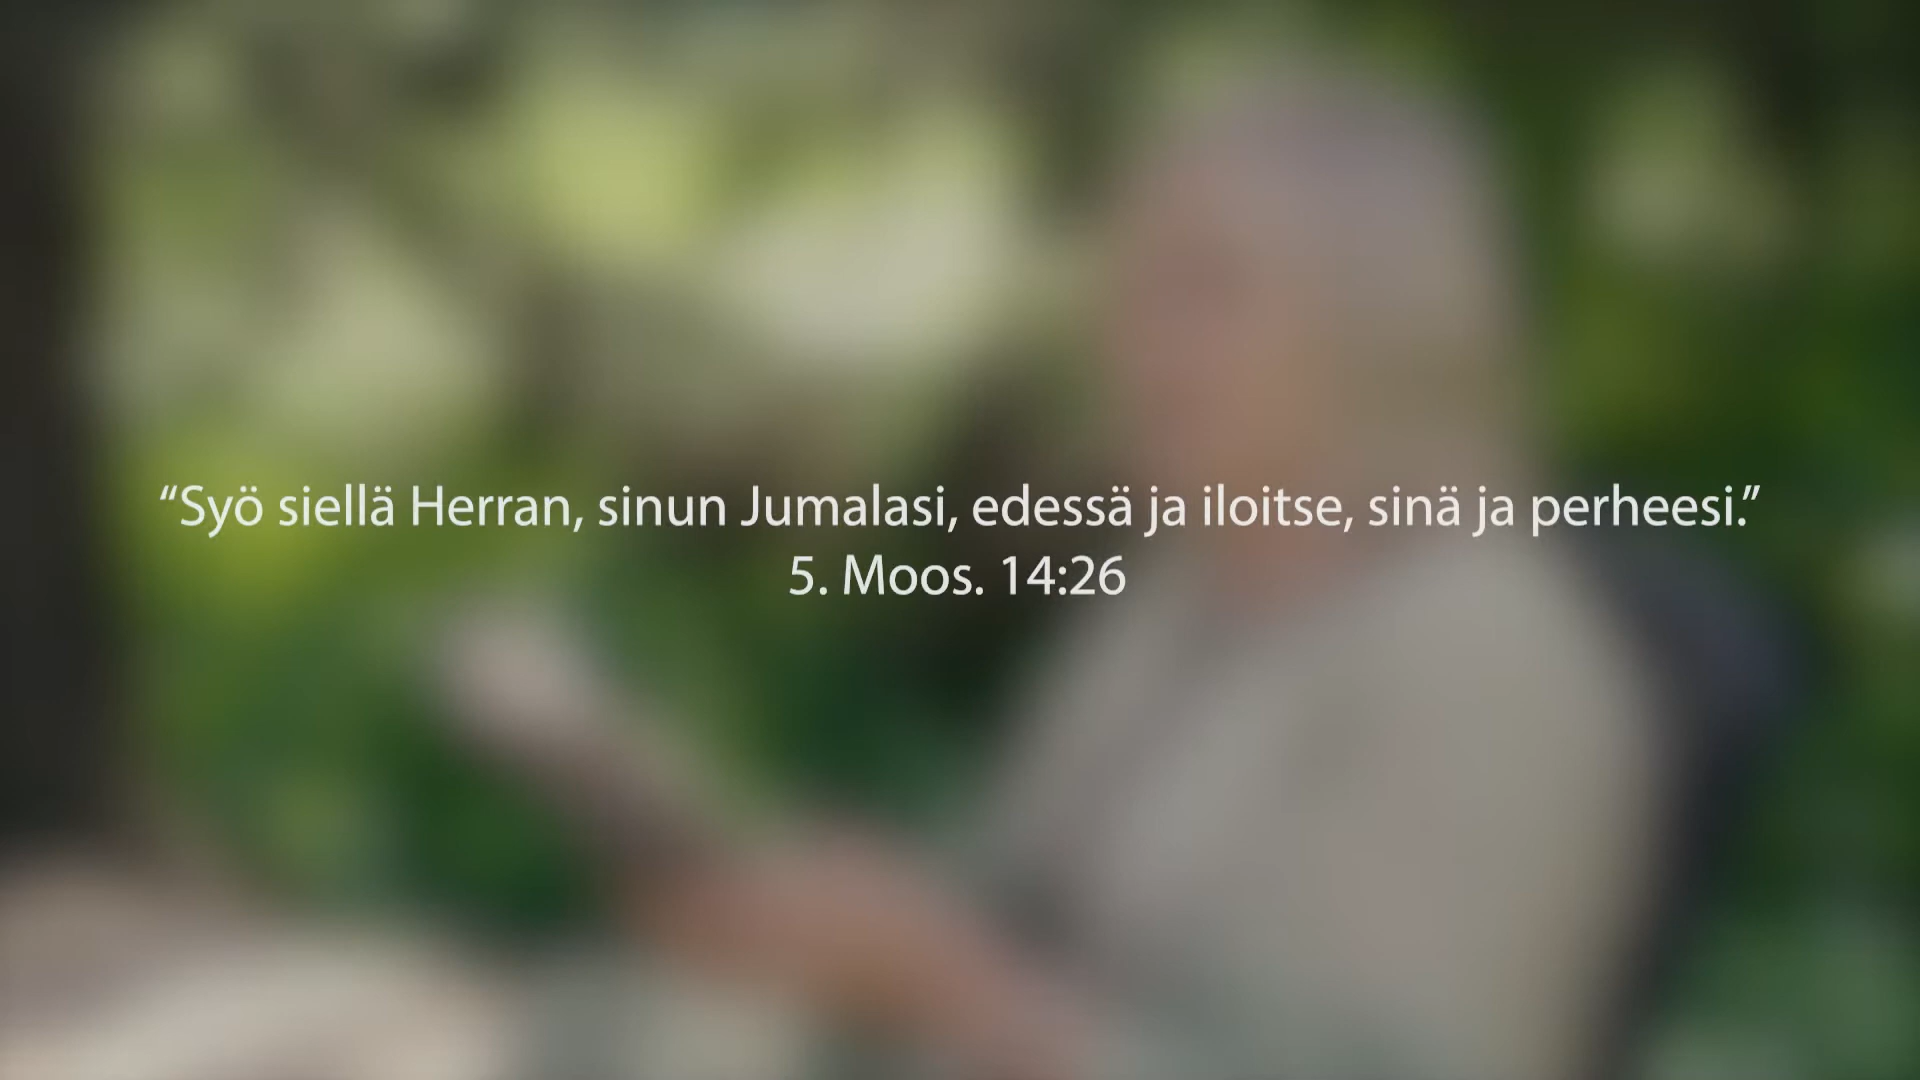 “Syö siellä Herran, sinun Jumalasi, edessä ja iloitse, sinä ja perheesi.”
5. Moos. 14:26